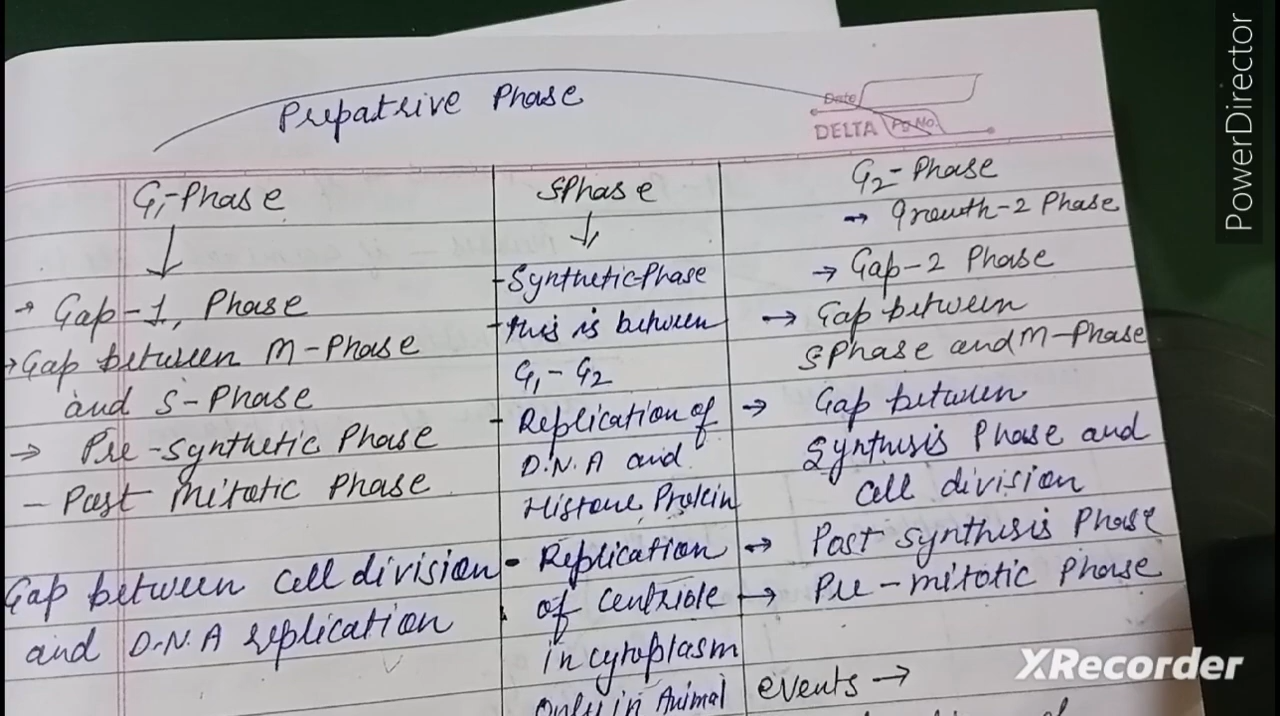 Prepatrive Phase
Date
DELTA Pg No.
G1-Phase
→ Gap-1, Phase
→ Gap between M-Phase
and S-Phase
→ Pre-synthetic Phase
- Post mitotic Phase
Gap between cell division
and D.N.A replication
SPhase
- Synthetic Phase
- this is between
G1-G2
- Replication of
D.N.A and
Histone, Protein
- Replication
of centriole
in cytoplasm
Only in Animal
G2-Phase
→ Growth-2 Phase
→ Gap-2 Phase
→ Gap between
SPhase and M-Phase
→ Gap between
Synthesis Phase and
cell division
→ Post synthesis Phase
→ Pre-mitotic Phase
events →
of
PowerDirector
XRecorder